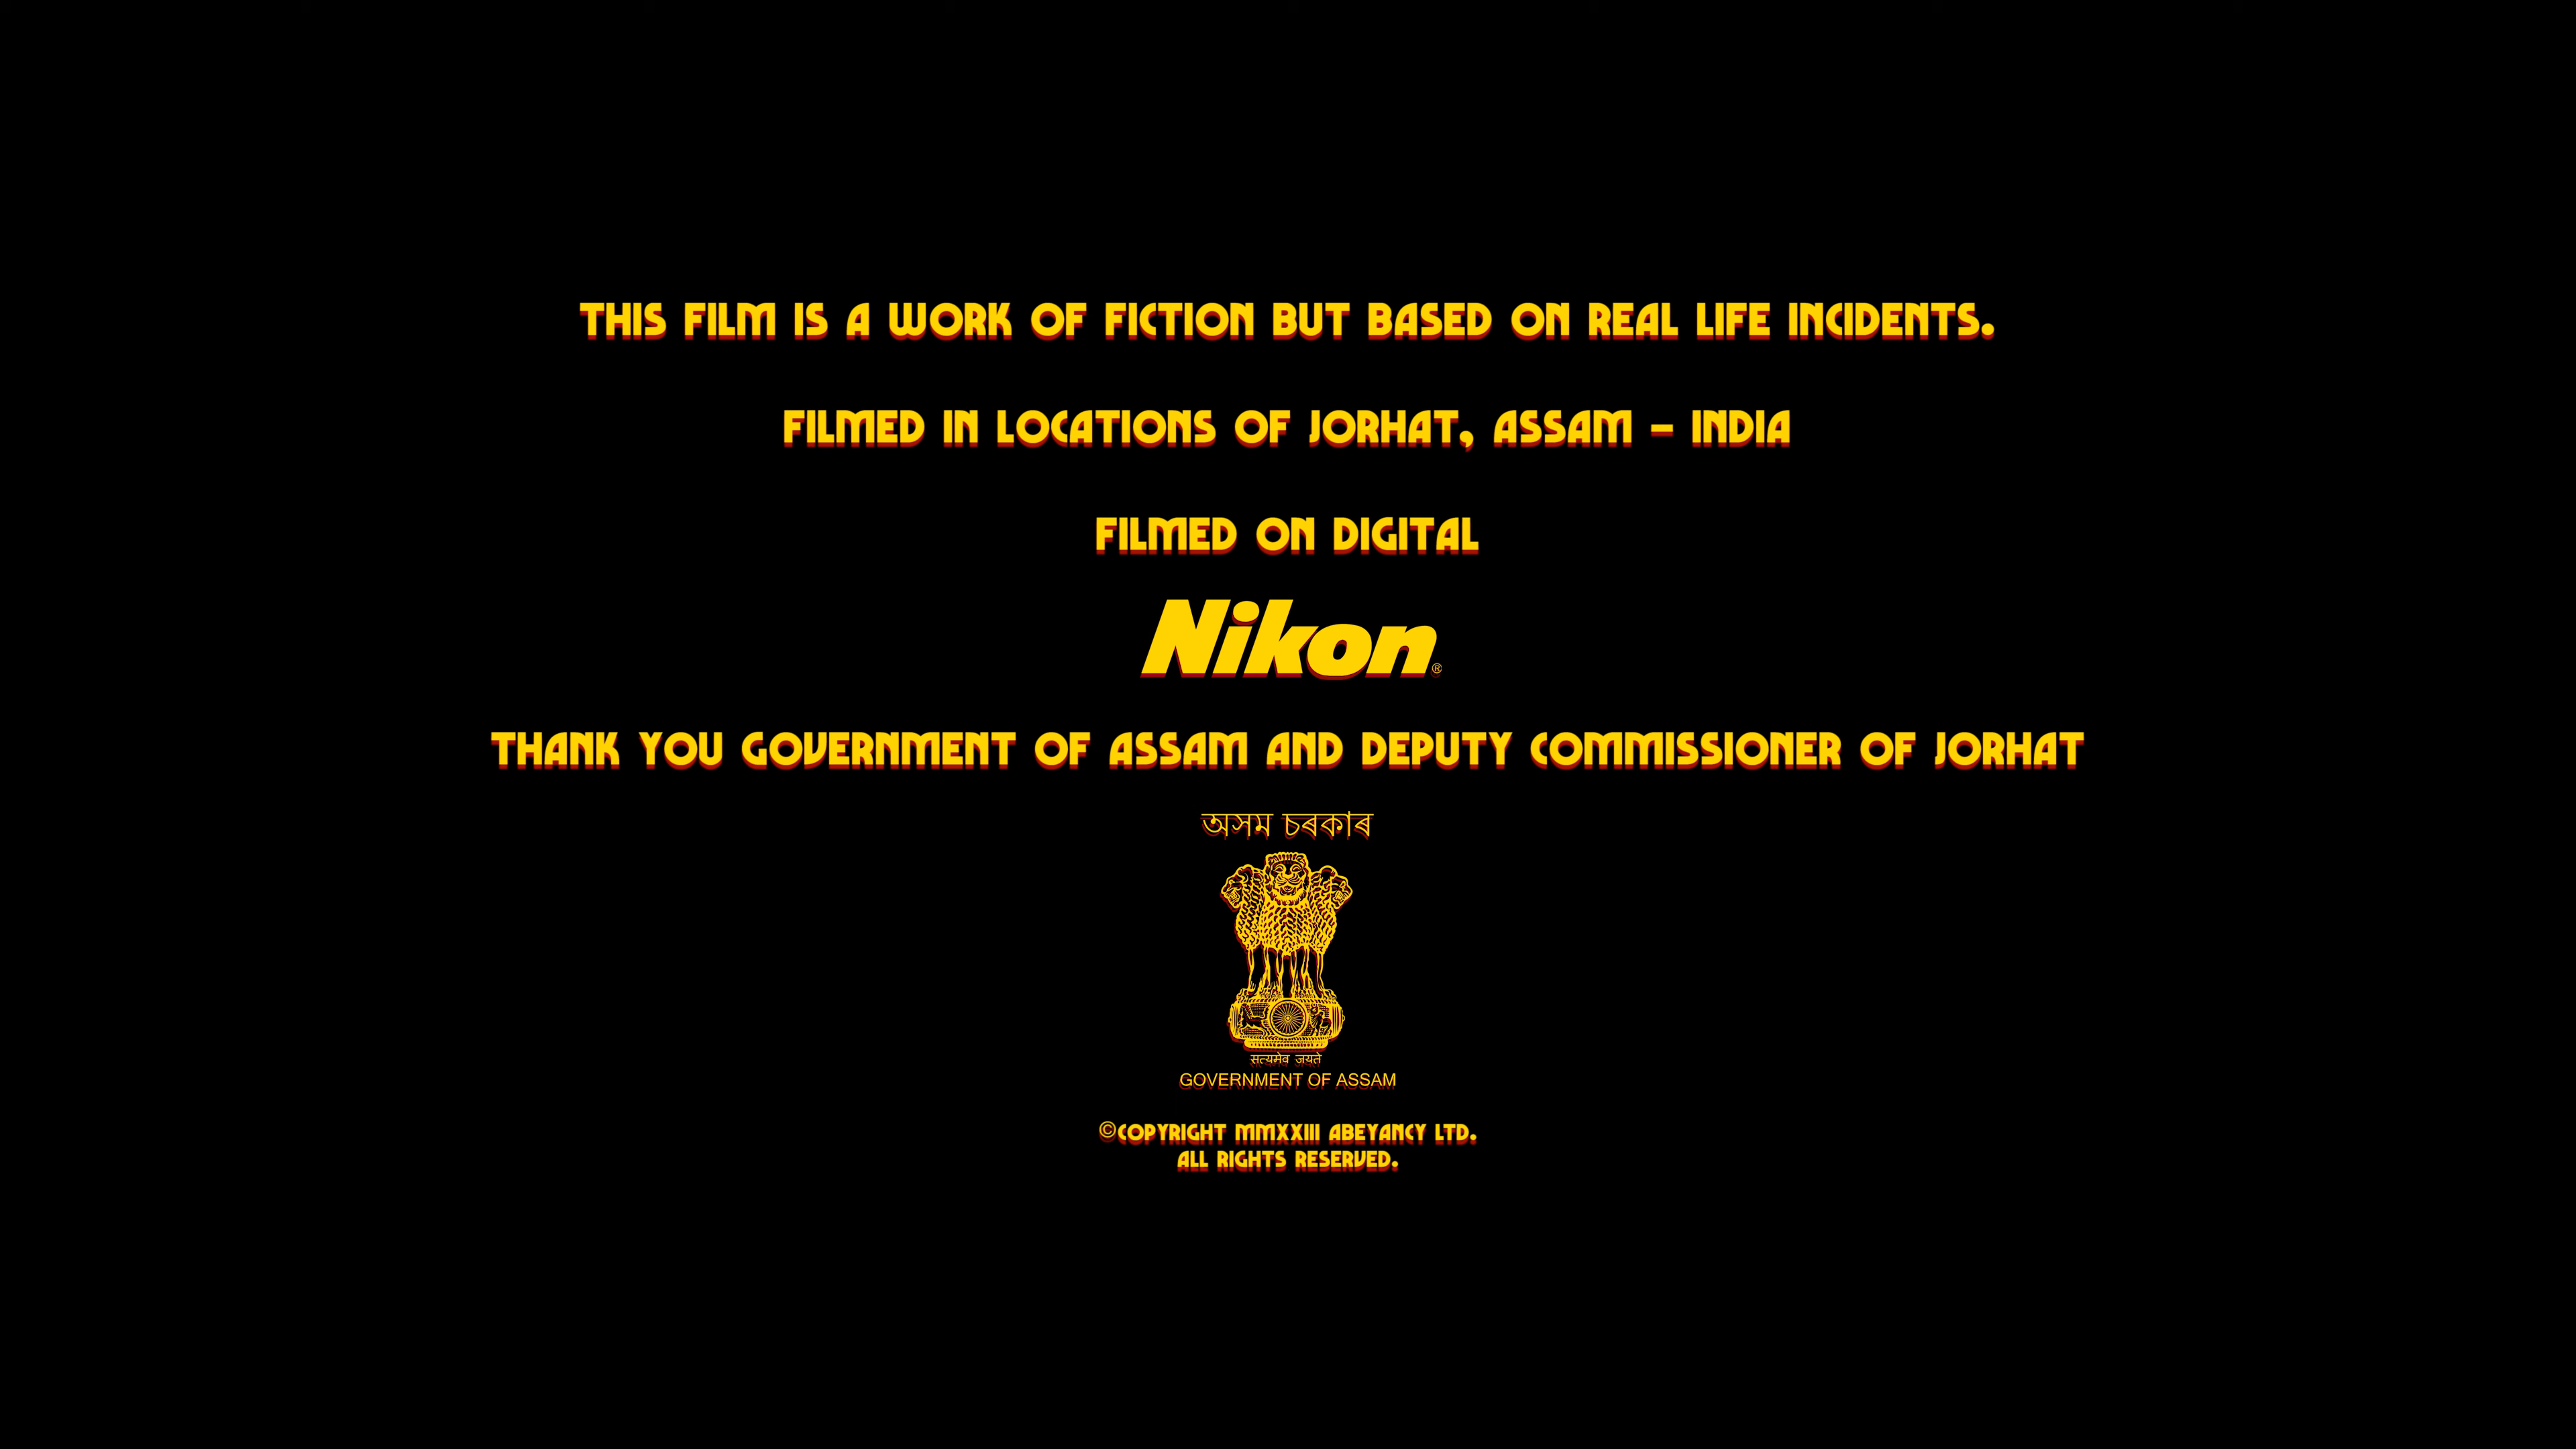 THIS FILM IS A WORK OF FICTION BUT BASED ON REAL LIFE INCIDENTS.
FILMED IN LOCATIONS OF JORHAT, ASSAM - INDIA
FILMED ON DIGITAL
Nikon®
THANK YOU GOVERNMENT OF ASSAM AND DEPUTY COMMISSIONER OF JORHAT
অসম চৰকাৰ
सत्यमेव जयते
GOVERNMENT OF ASSAM
©COPYRIGHT MMXXIII ABEYANCY LTD.
ALL RIGHTS RESERVED.